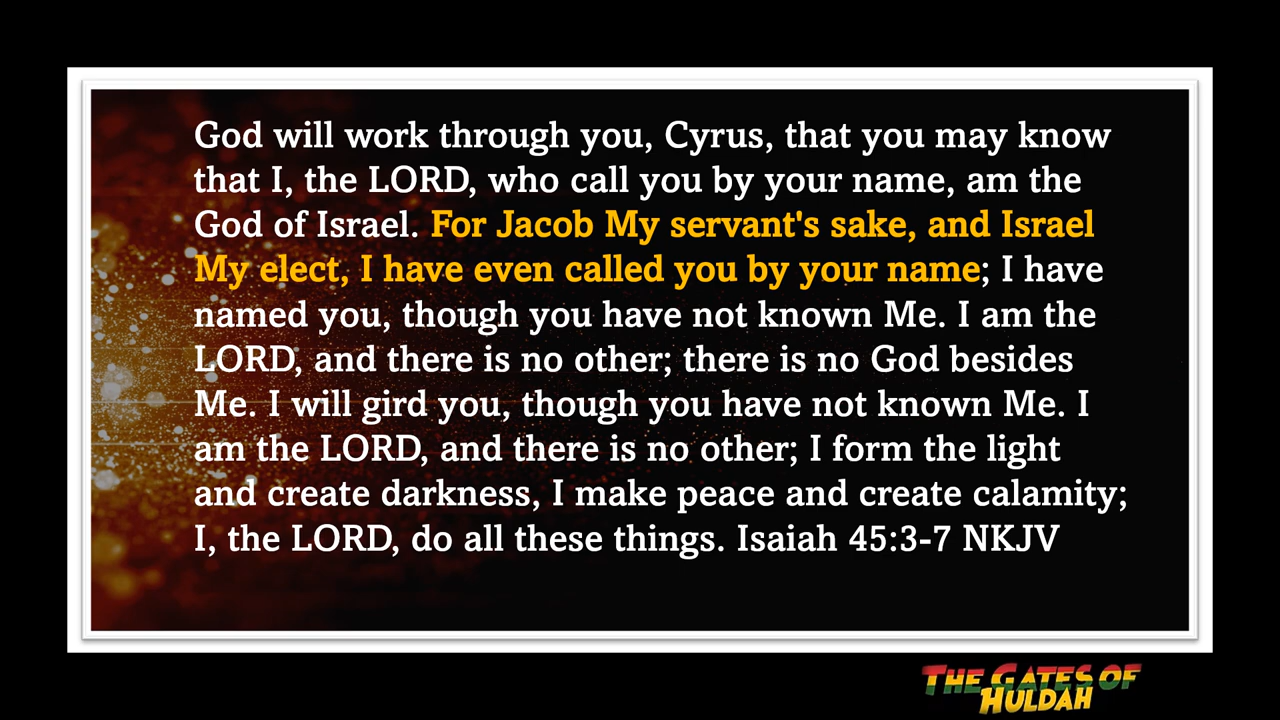 God will work through you, Cyrus, that you may know
that I, the LORD, who call you by your name, am the
God of Israel. For Jacob My servant's sake, and Israel
My elect, I have even called you by your name; I have
named you, though you have not known Me. I am the
LORD, and there is no other; there is no God besides
Me. I will gird you, though you have not known Me. I
am the LORD, and there is no other; I form the light
and create darkness, I make peace and create calamity;
I, the LORD, do all these things. Isaiah 45:3-7 NKJV
THE GATES OF
HULDAH